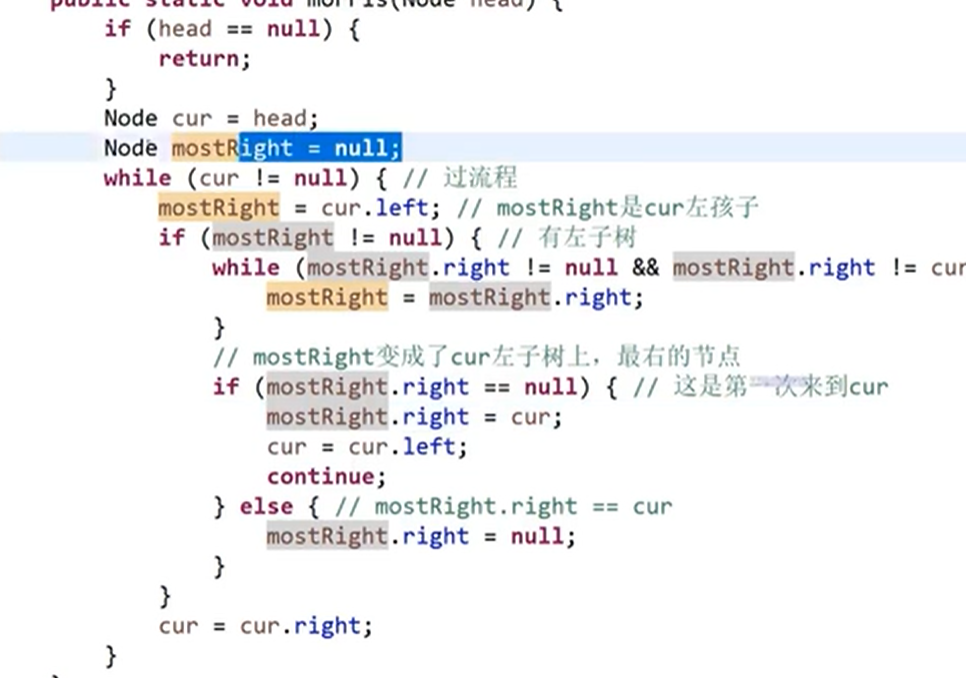 public static void morris(Node head) {
if (head == null) {
return;
}
Node cur = head;
Node mostRight = null;
while (cur != null) { // 过流程
mostRight = cur.left; // mostRight是cur左孩子
if (mostRight != null) { // 有左子树
while (mostRight.right != null && mostRight.right != cur
mostRight = mostRight.right;
}
// mostRight变成了cur左子树上，最右的节点
if (mostRight.right == null) { // 这是第一次来到cur
mostRight.right = cur;
cur = cur.left;
continue;
} else { // mostRight.right == cur
mostRight.right = null;
}
}
cur = cur.right;
}